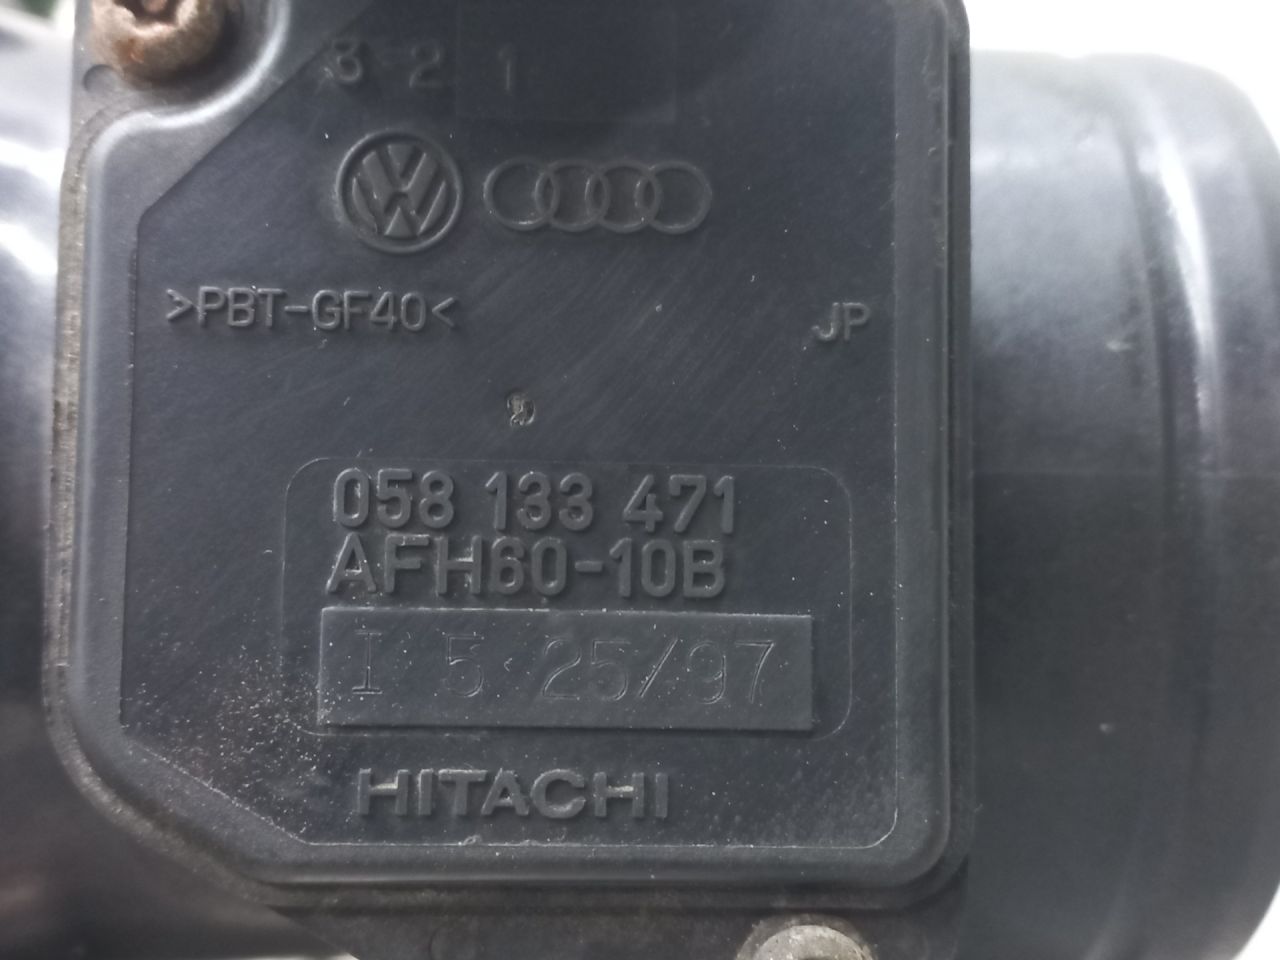 3 2 1
>PBT-GF40<
JP
058 133 471
AFH60-10B
I 5 25/97
HITACHI